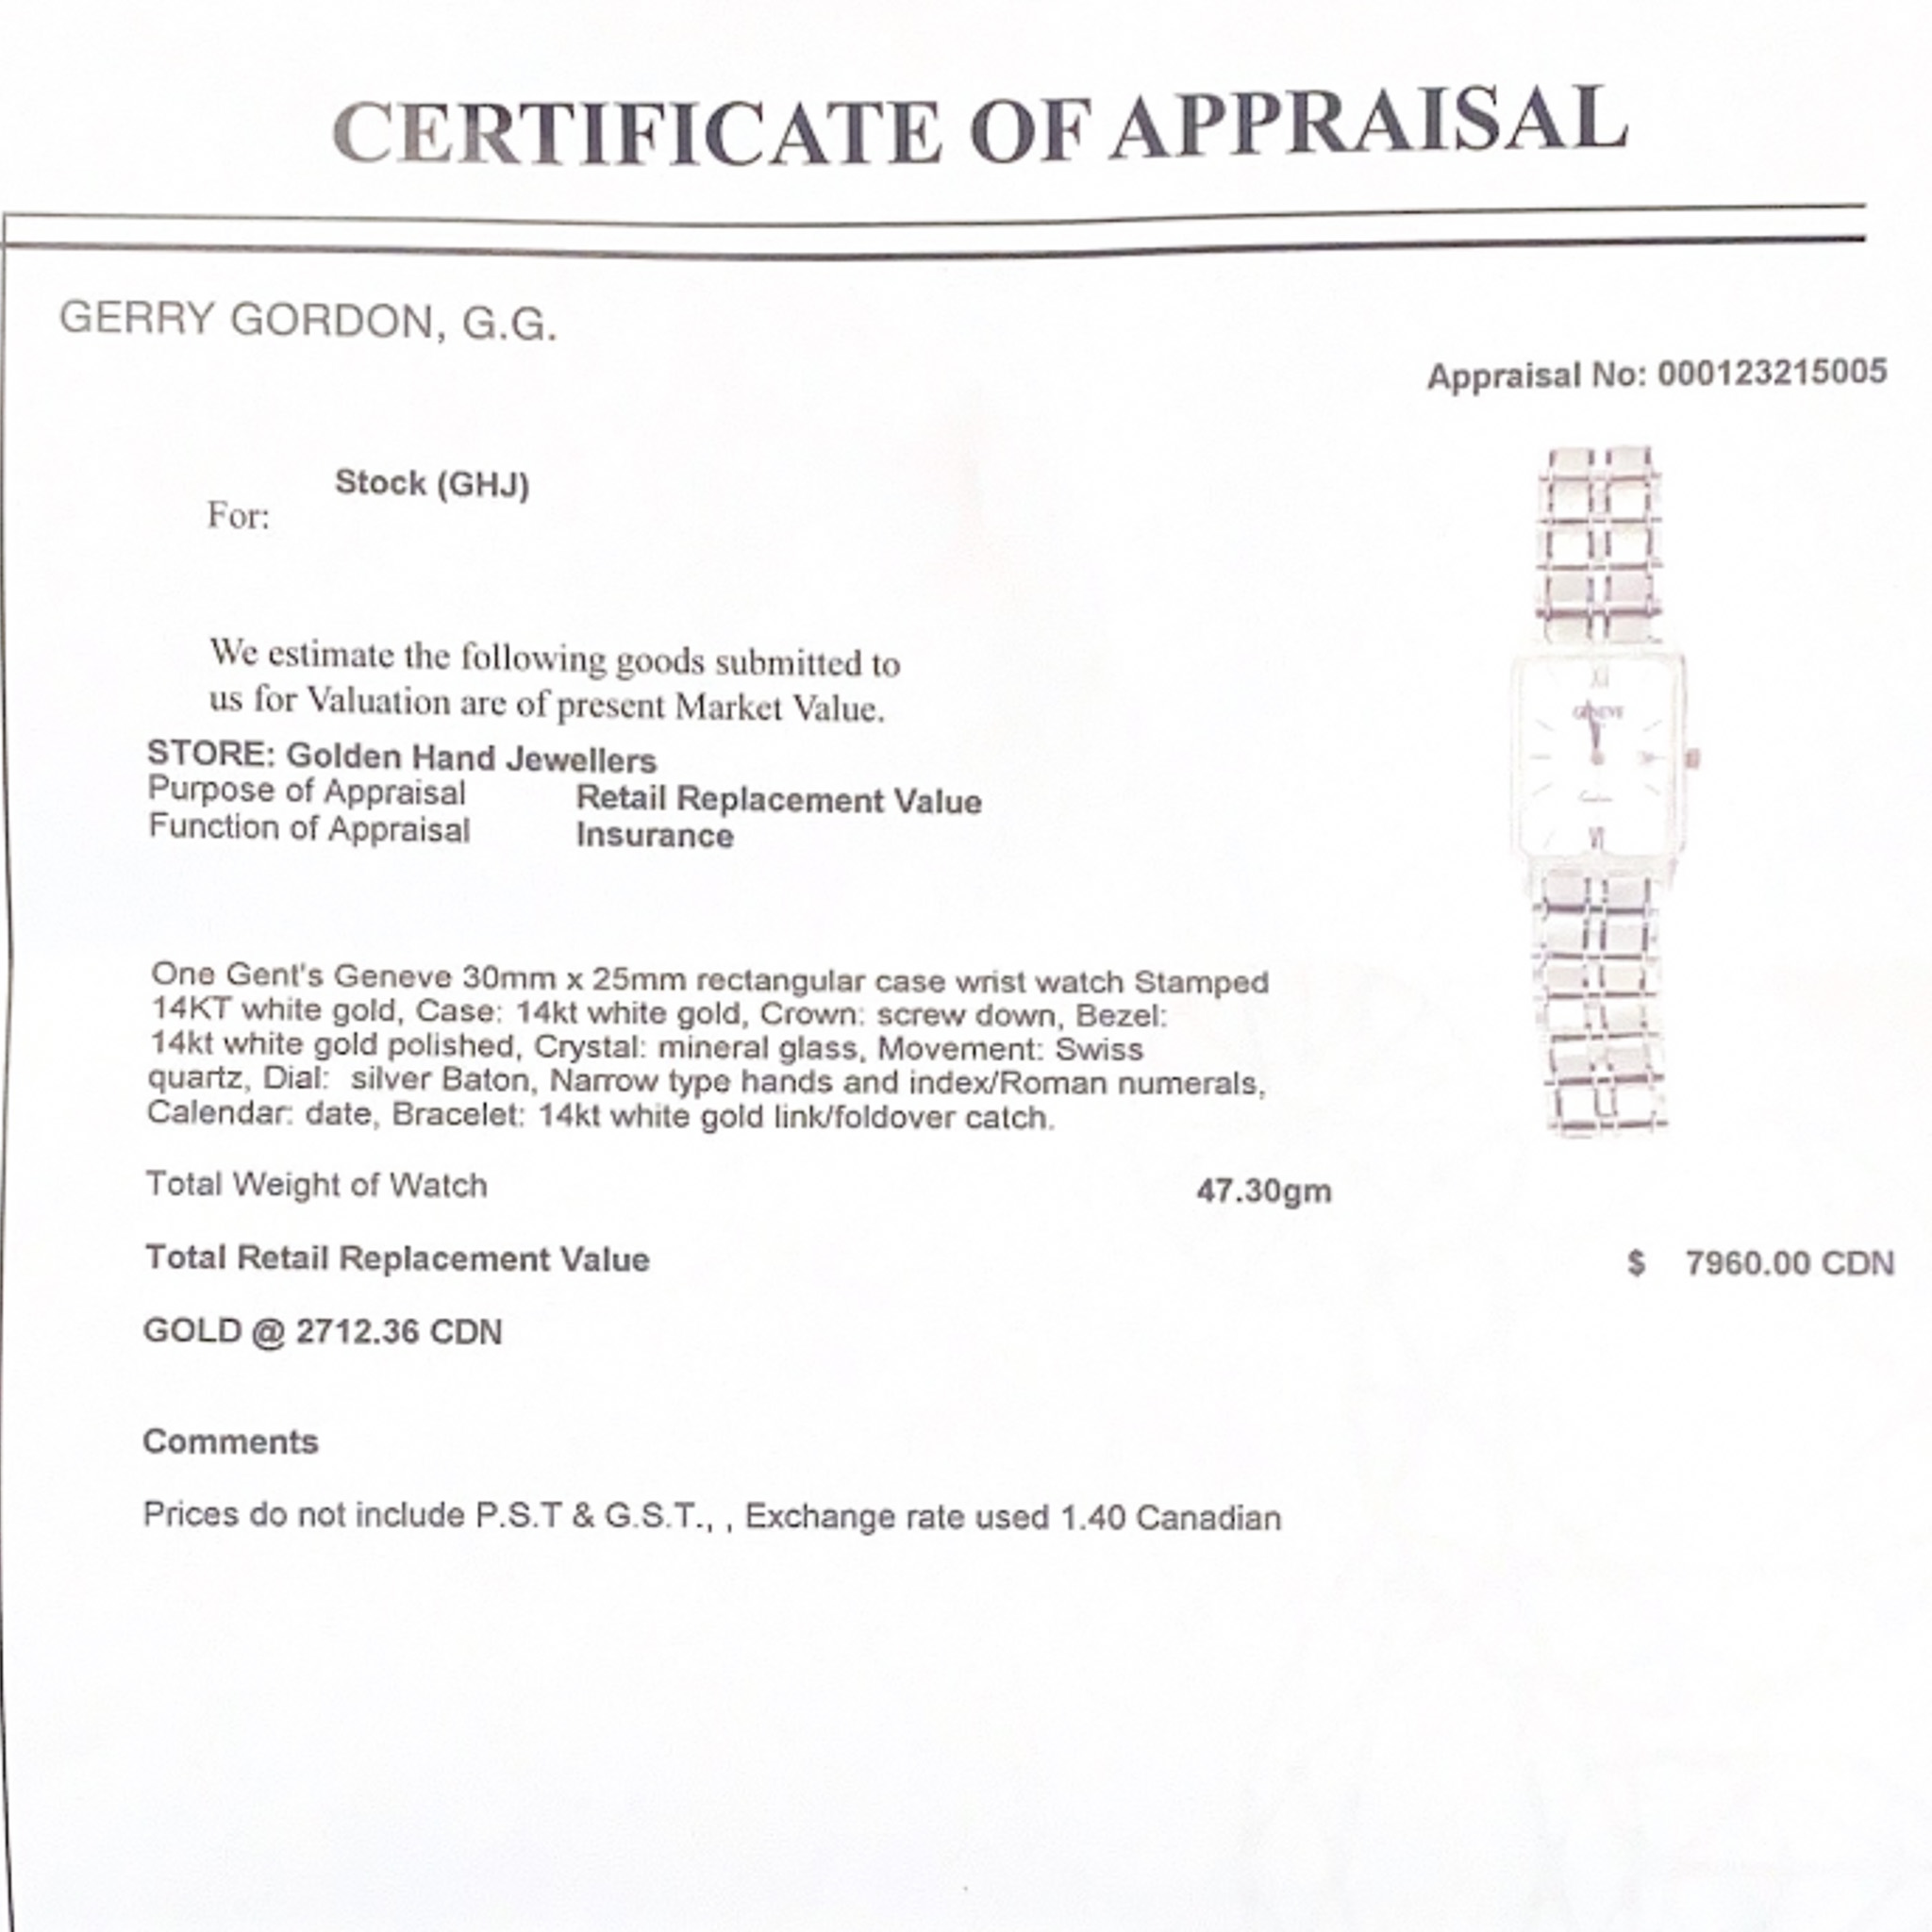 CERTIFICATE OF APPRAISAL
GERRY GORDON, G.G.
Appraisal No: 000123215005
Stock (GHJ)
For:
We estimate the following goods submitted to
us for Valuation are of present Market Value.
STORE: Golden Hand Jewellers
Purpose of Appraisal Retail Replacement Value
Function of Appraisal Insurance
GENEVE
VI
One Gent's Geneve 30mm x 25mm rectangular case wrist watch Stamped
14KT white gold, Case: 14kt white gold, Crown: screw down, Bezel:
14kt white gold polished, Crystal: mineral glass, Movement: Swiss
quartz, Dial:  silver Baton, Narrow type hands and index/Roman numerals,
Calendar: date, Bracelet: 14kt white gold link/foldover catch.
Total Weight of Watch 47.30gm
Total Retail Replacement Value $ 7960.00 CDN
GOLD @ 2712.36 CDN
Comments
Prices do not include P.S.T & G.S.T., , Exchange rate used 1.40 Canadian